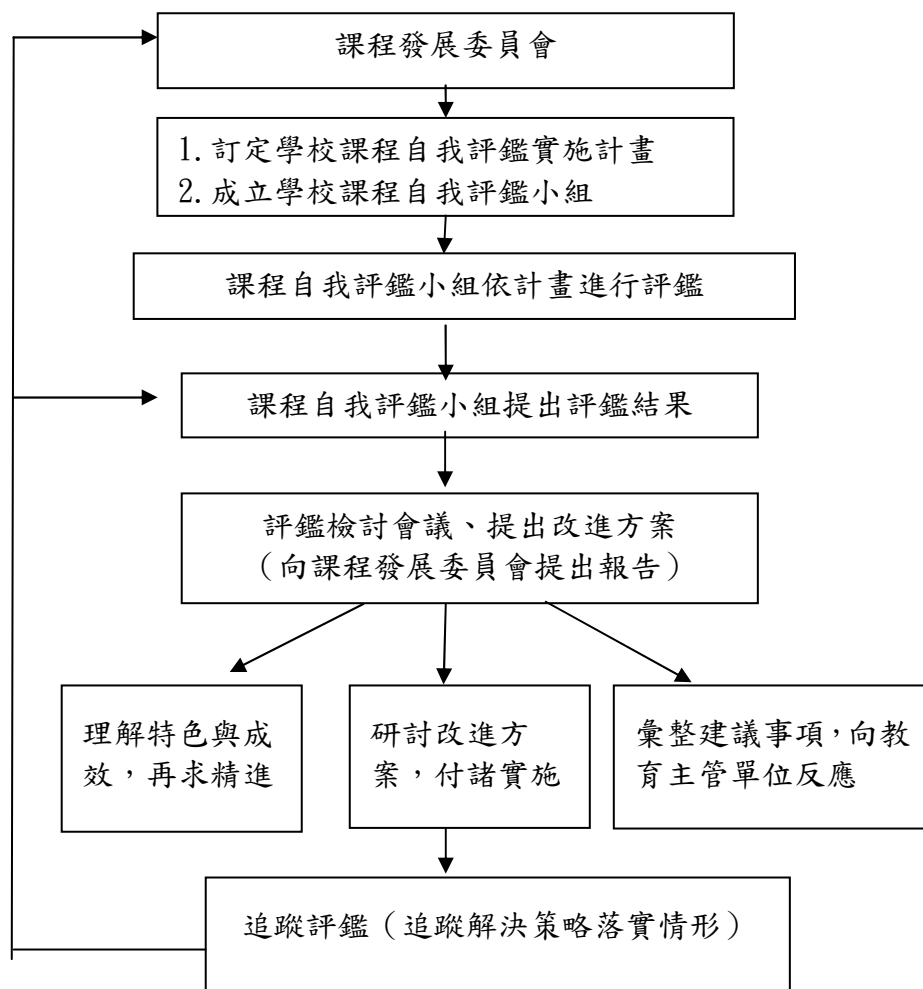 課程發展委員會
1.訂定學校課程自我評鑑實施計畫
2.成立學校課程自我評鑑小組
課程自我評鑑小組依計畫進行評鑑
課程自我評鑑小組提出評鑑結果
評鑑檢討會議、提出改進方案
(向課程發展委員會提出報告)
理解特色與成
效,再求精進
研討改進方
案,付諸實施
彙整建議事項,向教
育主管單位反應
追蹤評鑑(追蹤解決策略落實情形)